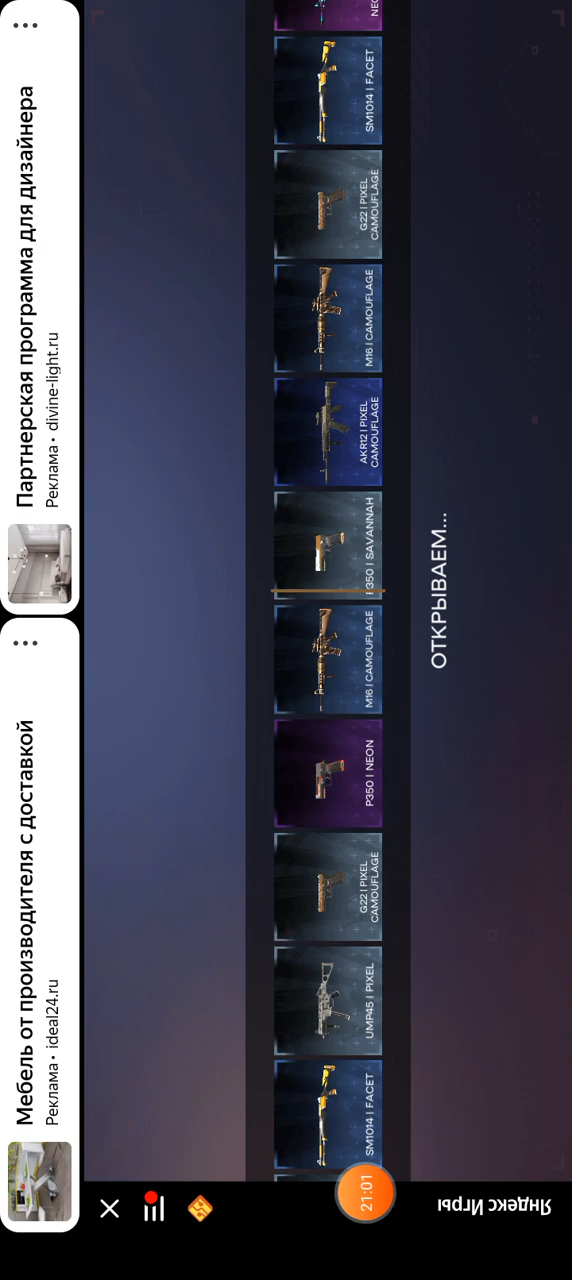 Мебель от производителя с доставкой
Реклама • ideal24.ru
Партнерская программа для дизайнера
Реклама • divine-light.ru
SM1014 | FACET
UMP45 | PIXEL
G22 | PIXEL
CAMOUFLAGE
P350 | NEON
M16 | CAMOUFLAGE
P350 | SAVANNAH
AKR12 | PIXEL
CAMOUFLAGE
M16 | CAMOUFLAGE
G22 | PIXEL
CAMOUFLAGE
SM1014 | FACET
21:01
ОТКРЫВАЕМ...
Яндекс Игры